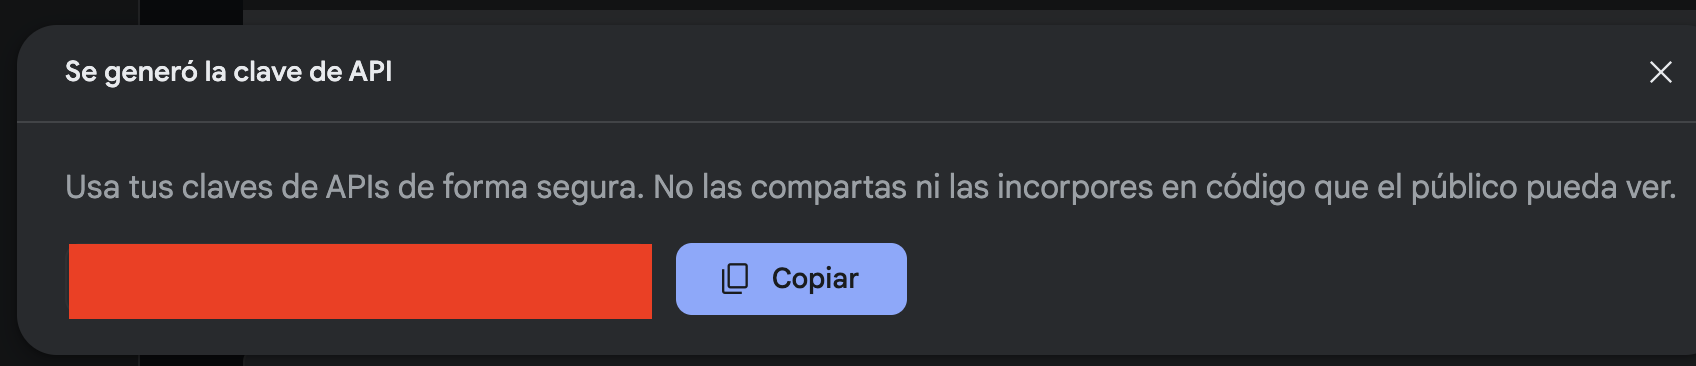 Se generó la clave de API
Usa tus claves de APIs de forma segura. No las compartas ni las incorpores en código que el público pueda ver.
Copiar